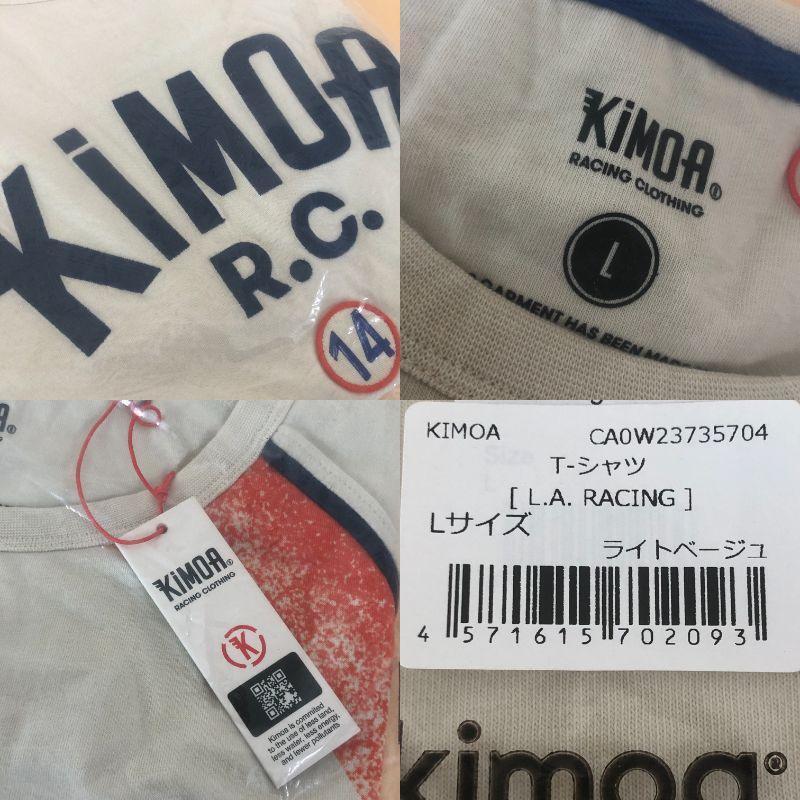 KiMOA
R.C.
14
KiMOA®
RACING CLOTHING
L
GARMENT HAS BEEN
KiMOA®
RACING CLOTHING
K
Kimoa is commited
to the use of less land,
less water, less energy,
and fewer pollutants
KIMOA CA0W23735704
T-シャツ
[ L.A. RACING ]
Lサイズ
ライトベージュ
4 571615 702093
kimoa®